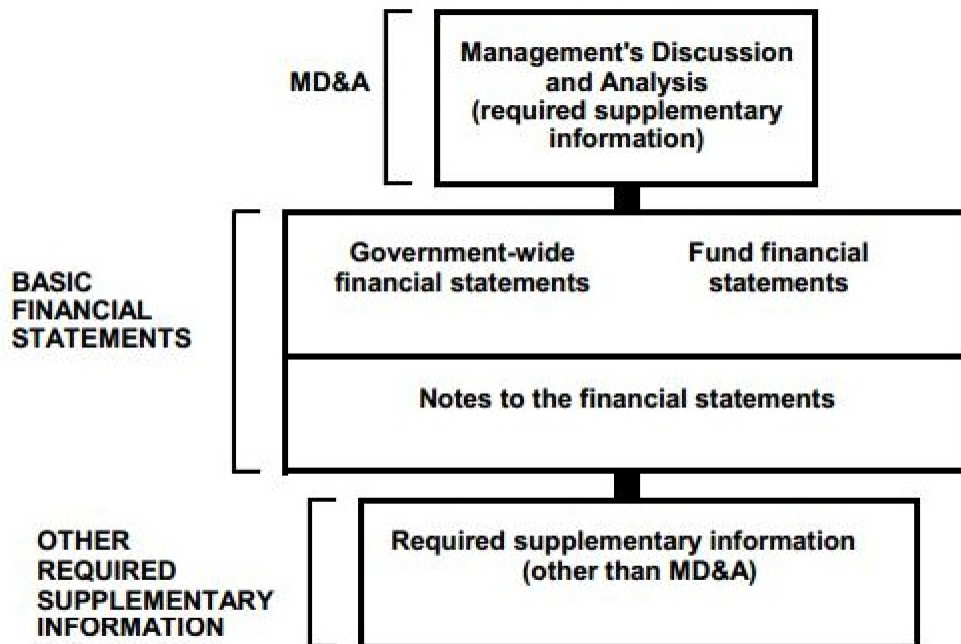 MD&A
Management's Discussion
and Analysis
(required supplementary
information)
BASIC
FINANCIAL
STATEMENTS
Government-wide
financial statements
Fund financial
statements
Notes to the financial statements
OTHER
REQUIRED
SUPPLEMENTARY
INFORMATION
Required supplementary information
(other than MD&A)